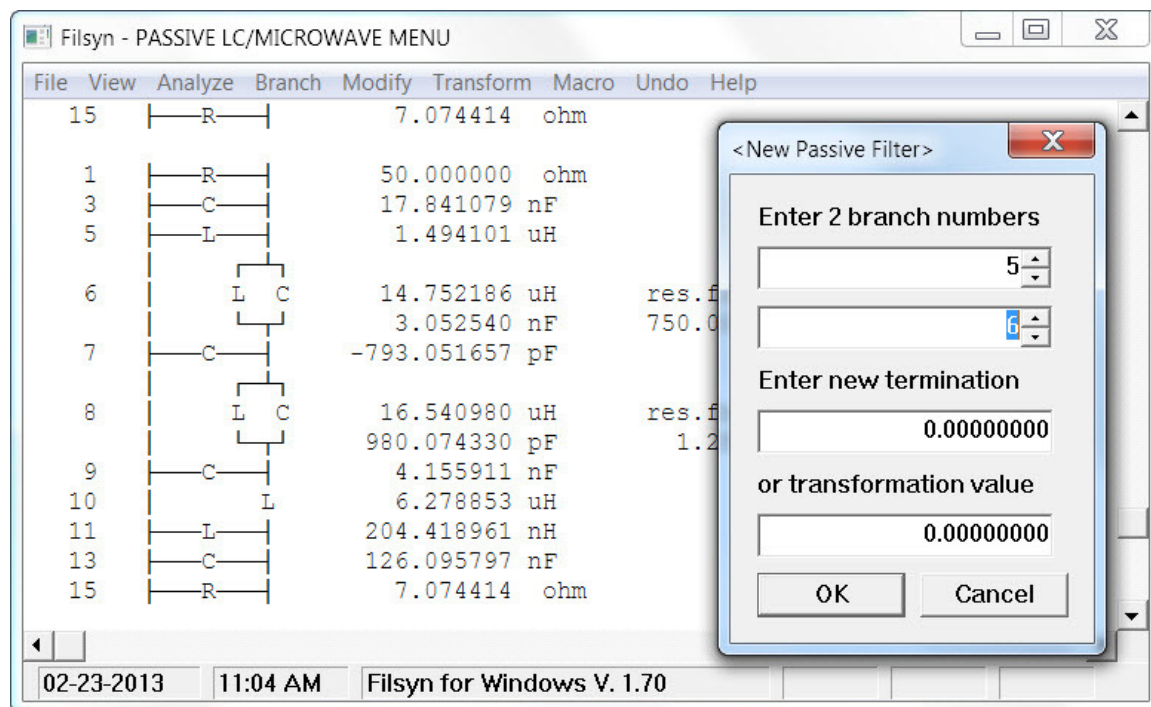 Filsyn - PASSIVE LC/MICROWAVE MENU
File View Analyze Branch Modify Transform Macro Undo Help
15 R 7.074414 ohm
1 R 50.000000 ohm
3 C 17.841079 nF
5 L 1.494101 uH
6 L C 14.752186 uH res.f
3.052540 nF 750.0
7 C -793.051657 pF
8 L C 16.540980 uH res.f
980.074330 pF 1.2
9 C 4.155911 nF
10 L 6.278853 uH
11 L 204.418961 nH
13 C 126.095797 nF
15 R 7.074414 ohm
<New Passive Filter>
Enter 2 branch numbers
5
6
Enter new termination
0.00000000
or transformation value
0.00000000
OK Cancel
02-23-2013 11:04 AM Filsyn for Windows V. 1.70